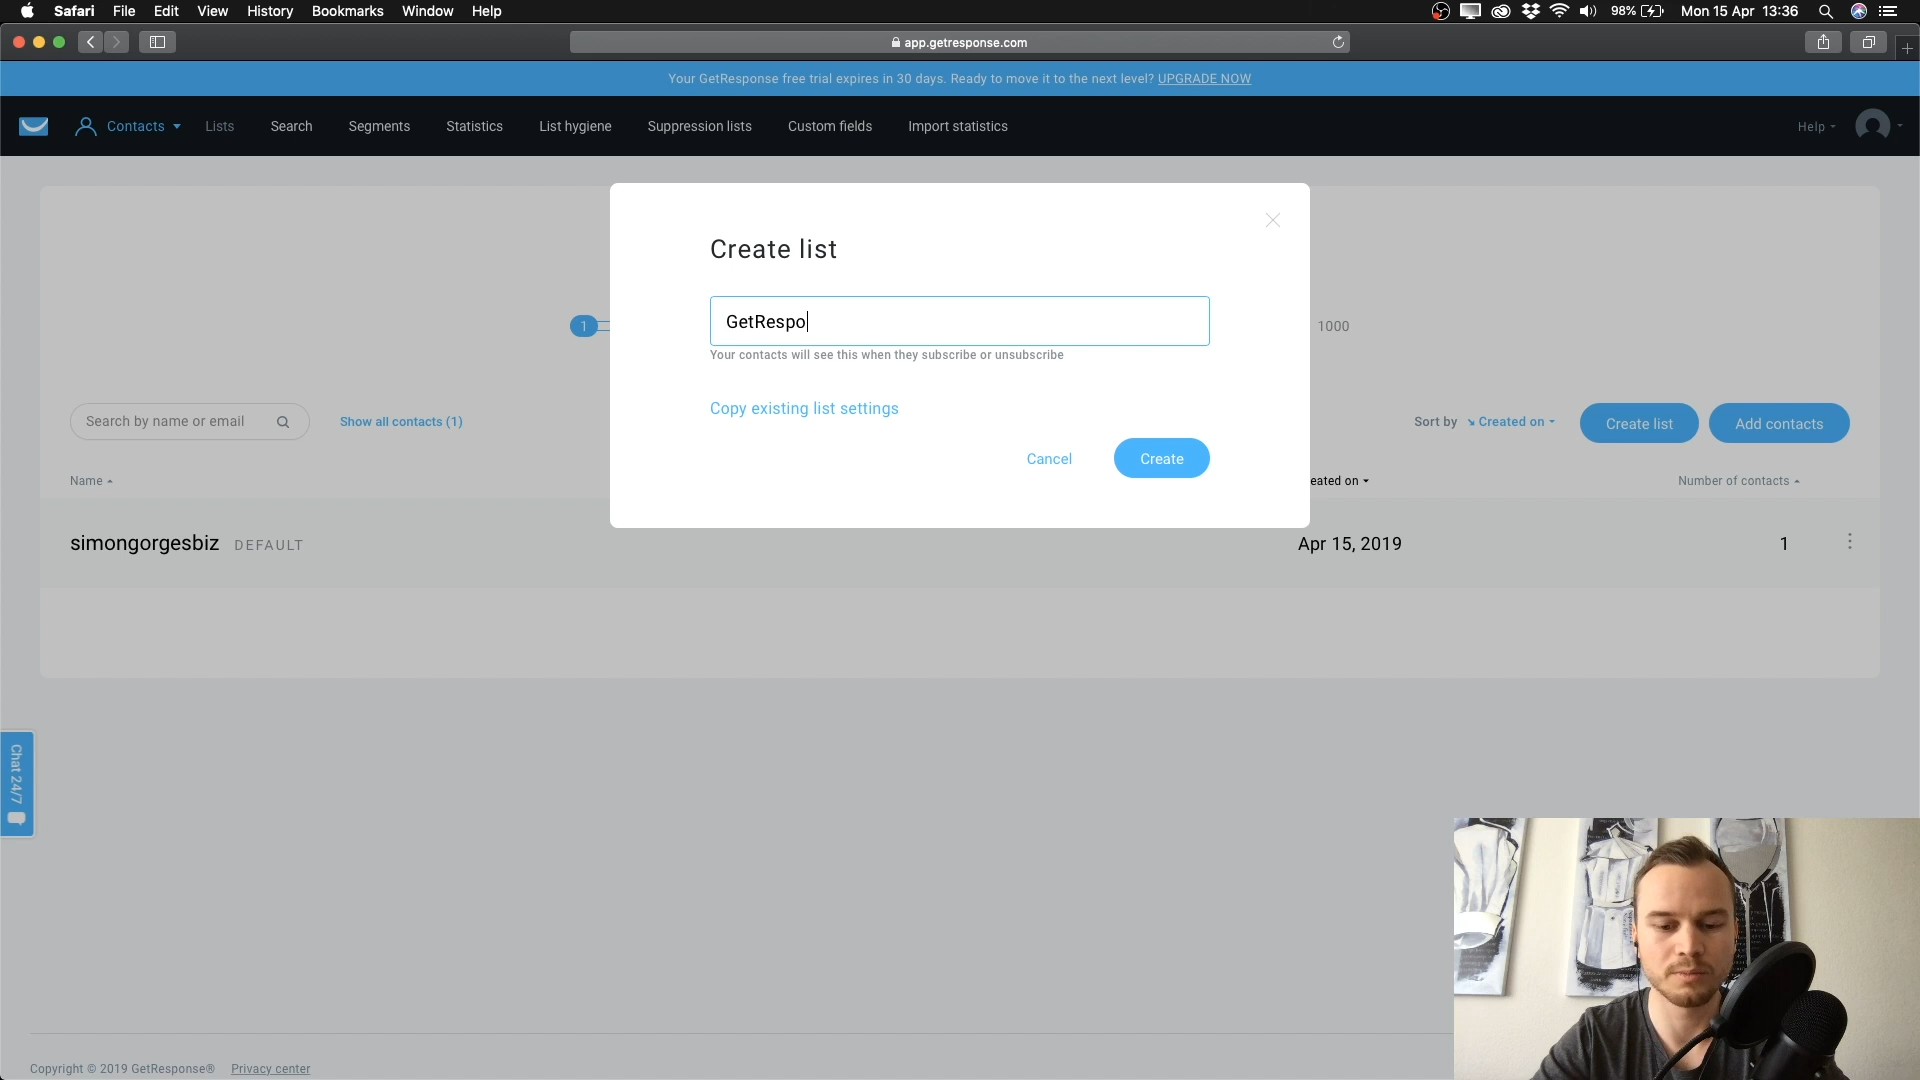 Safari File Edit View History Bookmarks Window Help 98% Mon 15 Apr 13:36
app.getresponse.com
Your GetResponse free trial expires in 30 days. Ready to move it to the next level? UPGRADE NOW
Contacts Lists Search Segments Statistics List hygiene Suppression lists Custom fields Import statistics Help
Create list
GetRespo
Your contacts will see this when they subscribe or unsubscribe
1 1000
Copy existing list settings
Search by name or email Show all contacts (1) Sort by Created on Create list Add contacts
Cancel Create
Name eated on Number of contacts
simongorgesbiz DEFAULT Apr 15, 2019 1
Chat 24/7
Copyright © 2019 GetResponse® Privacy center